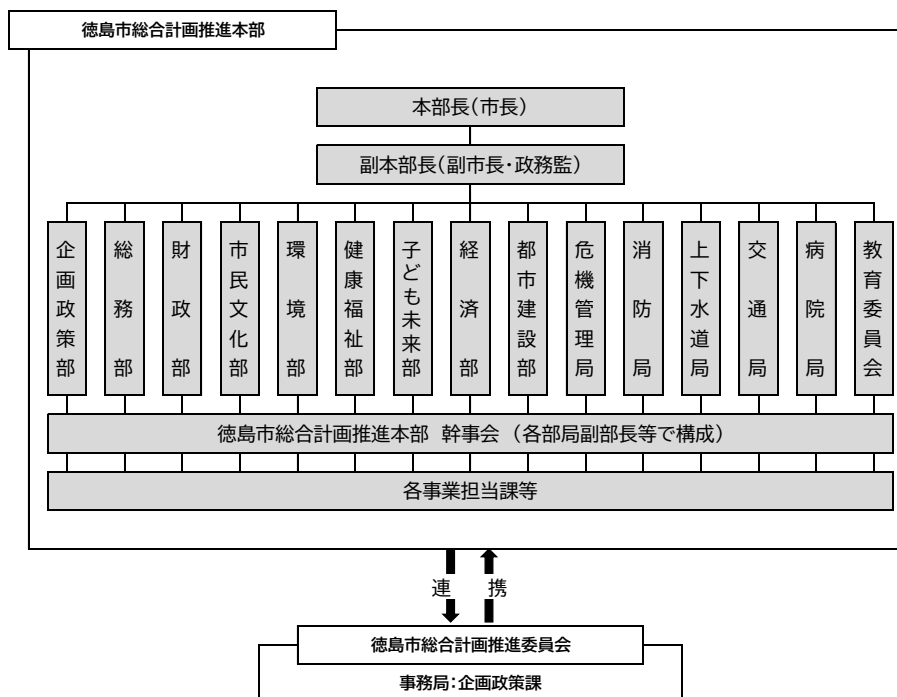 徳島市総合計画推進本部
本部長(市長)
副本部長(副市長・政務監)
企画政策部
総務部
財政部
市民文化部
環境部
健康福祉部
子ども未来部
経済部
都市建設部
危機管理局
消防局
上下水道局
交通局
病院局
教育委員会
徳島市総合計画推進本部 幹事会 (各部局副部長等で構成)
各事業担当課等
連 携
徳島市総合計画推進委員会
事務局:企画政策課